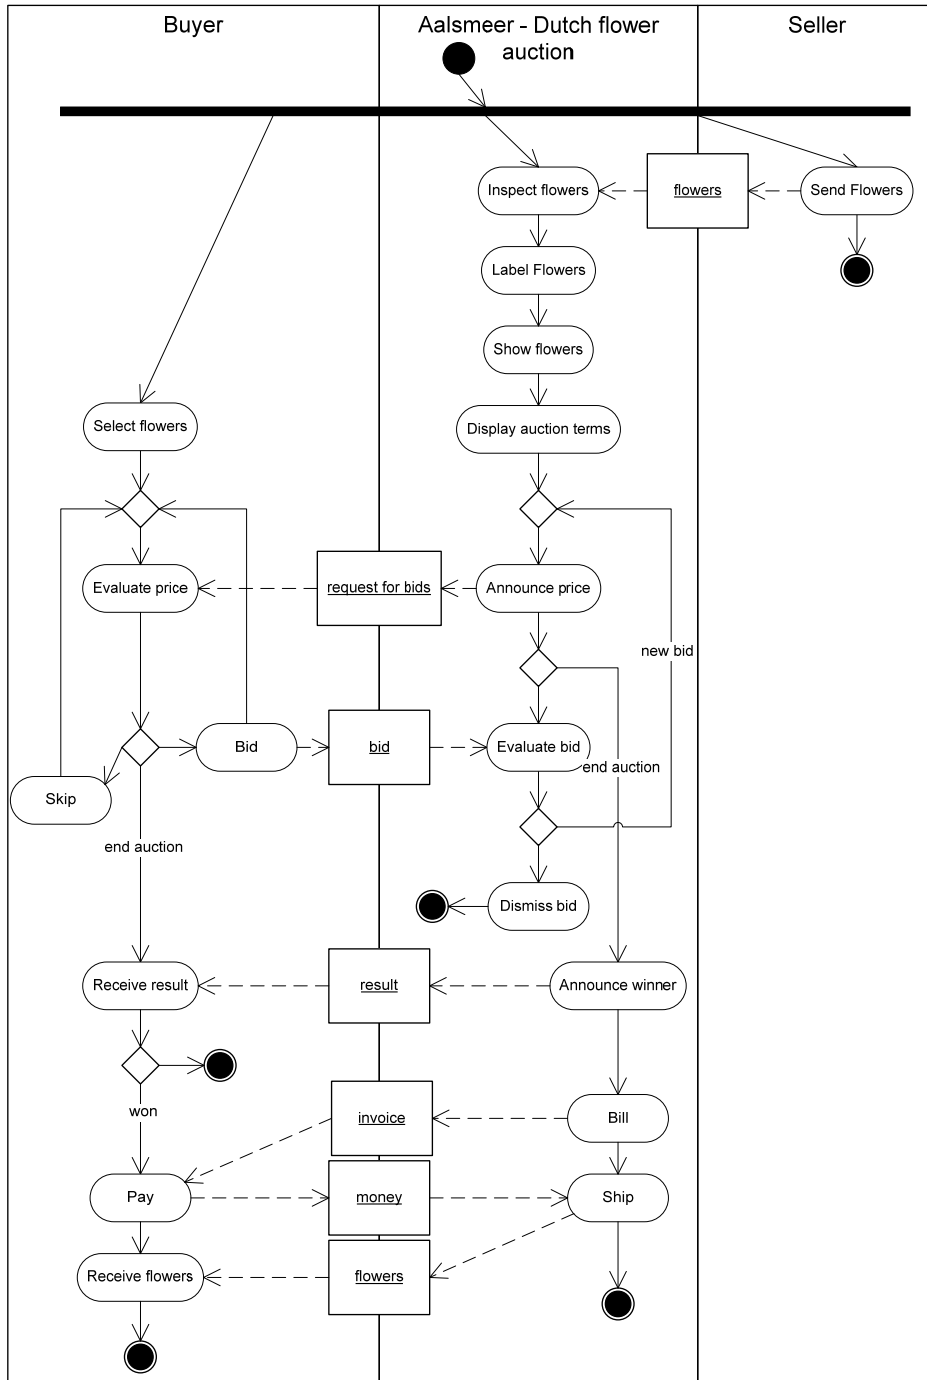 Buyer
Aalsmeer - Dutch flower
auction
Seller
Inspect flowers
flowers
Send Flowers
Label Flowers
Show flowers
Select flowers
Display auction terms
Evaluate price
request for bids
Announce price
new bid
Bid
bid
Evaluate bid
end auction
Skip
end auction
Dismiss bid
Receive result
result
Announce winner
won
invoice
Bill
Pay
money
Ship
Receive flowers
flowers